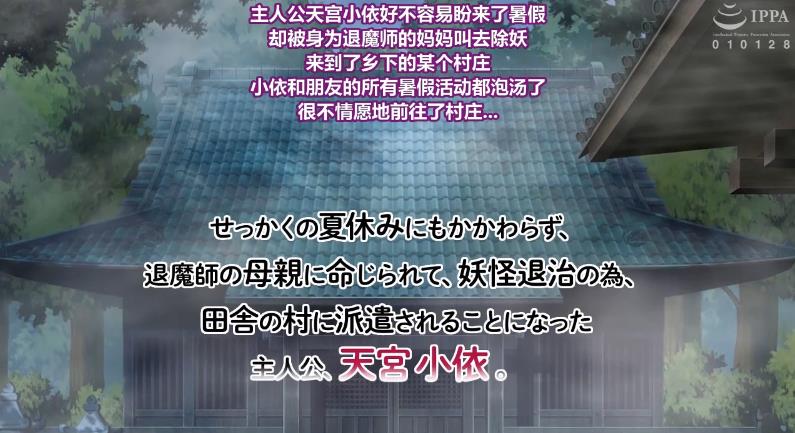 主人公天宫小依好不容易盼来了暑假
却被身为退魔师的妈妈叫去除妖
来到了乡下的某个村庄
小依和朋友的所有暑假活动都泡汤了
很不情愿地前往了村庄...
IPPA
010128
せっかくの夏休みにもかかわらず、
退魔師の母親に命じられて、妖怪退治の為、
田舎の村に派遣されることになった
主人公、天宮小依。